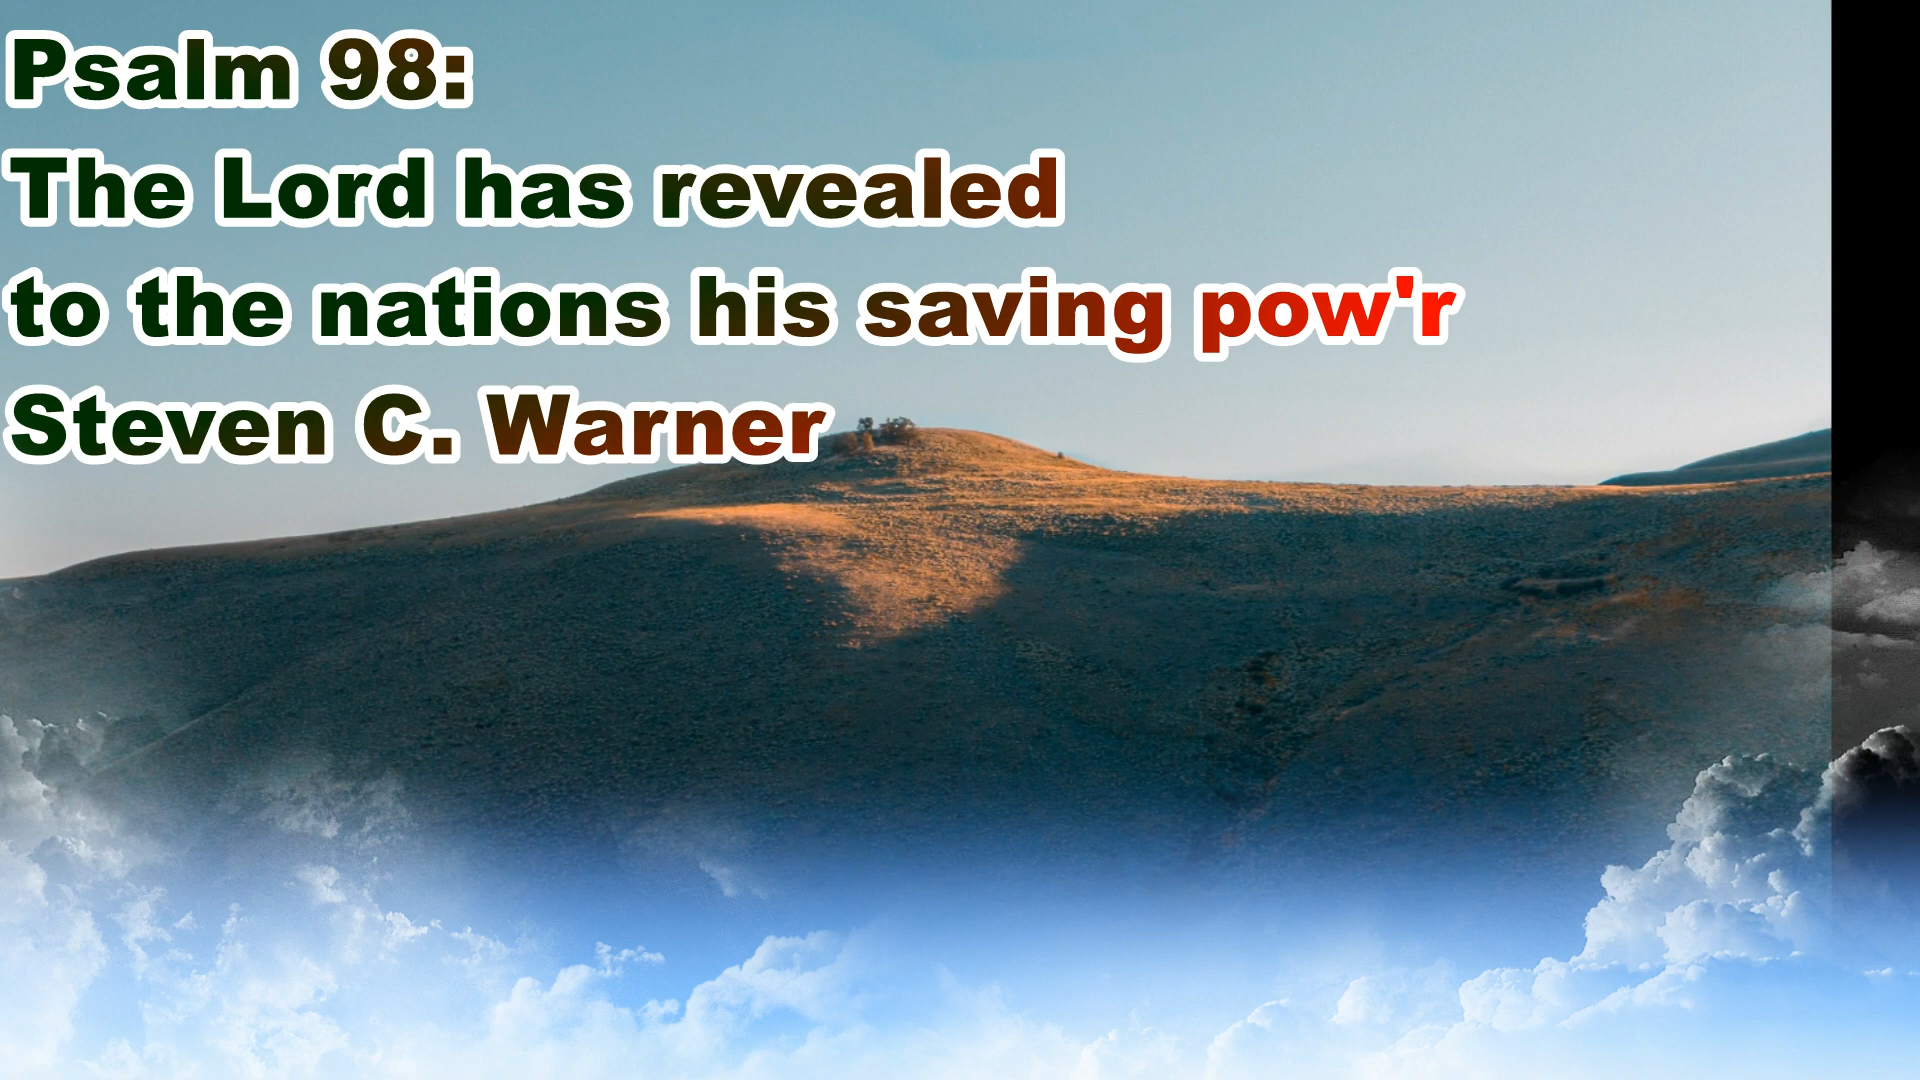 Psalm 98:
The Lord has revealed
to the nations his saving pow'r
Steven C. Warner